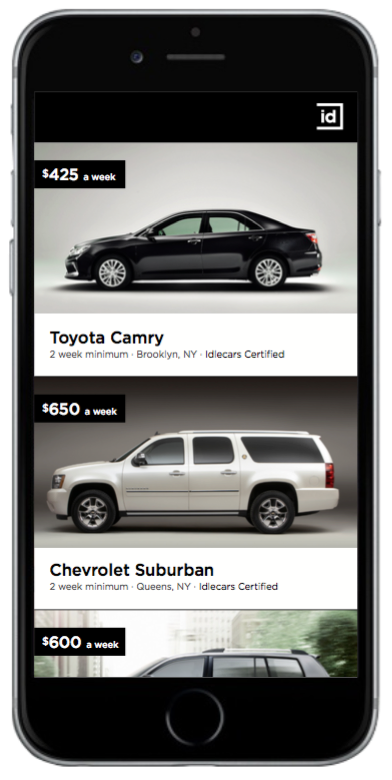 id
$425 a week
Toyota Camry
2 week minimum · Brooklyn, NY · Idlecars Certified
$650 a week
Chevrolet Suburban
2 week minimum · Queens, NY · Idlecars Certified
$600 a week